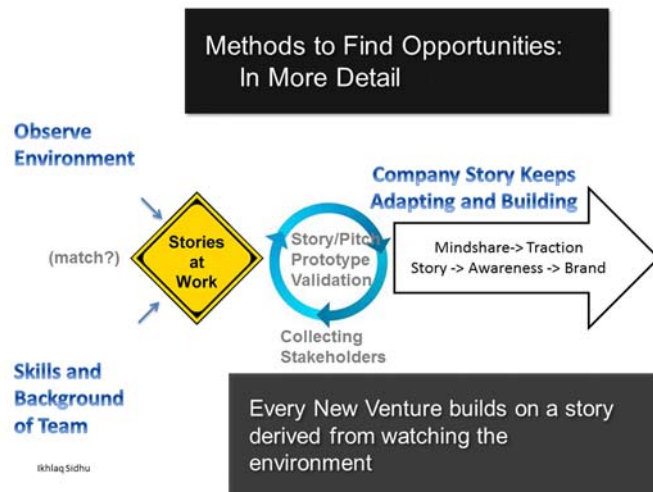 Methods to Find Opportunities:
In More Detail
Observe
Environment
Company Story Keeps
Adapting and Building
(match?)
Stories
at
Work
Story/Pitch
Prototype
Validation
Mindshare-> Traction
Story -> Awareness -> Brand
Collecting
Stakeholders
Skills and
Background
of Team
Every New Venture builds on a story
derived from watching the
environment
Ikhlaq Sidhu